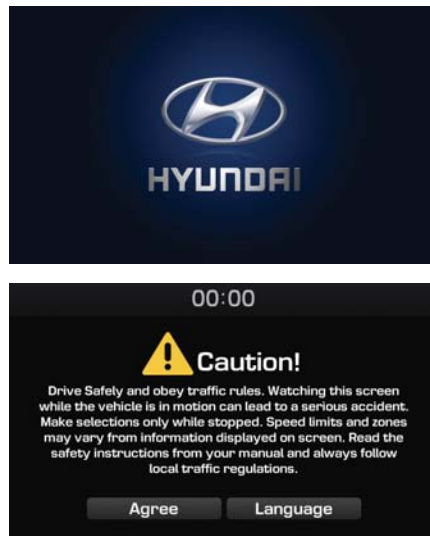 HYUNDAI
00:00
Caution!
Drive Safely and obey traffic rules. Watching this screen
while the vehicle is in motion can lead to a serious accident.
Make selections only while stopped. Speed limits and zones
may vary from information displayed on screen. Read the
safety instructions from your manual and always follow
local traffic regulations.
Agree
Language